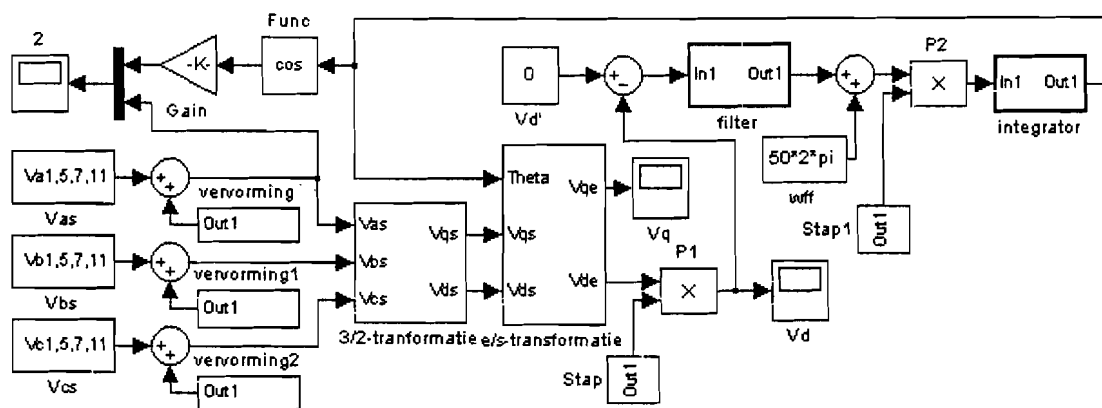 2
-K-
Gain
Func
cos
0
Vd'
+
−
In1 Out1
filter
+
+
50*2*pi
wff
P2
×
Stap1
Out1
In1 Out1
integrator
Va1,5,7,11
Vas
+
+
vervorming
Out1
Vb1,5,7,11
Vbs
+
+
vervorming1
Out1
Vc1,5,7,11
Vcs
+
+
vervorming2
Out1
Vas
Vbs
Vcs
Vqs
Vds
3/2-tranformatie
Theta
Vqs
Vds
Vqe
Vde
e/s-transformatie
Vq
P1
×
Stap
Out1
Vd